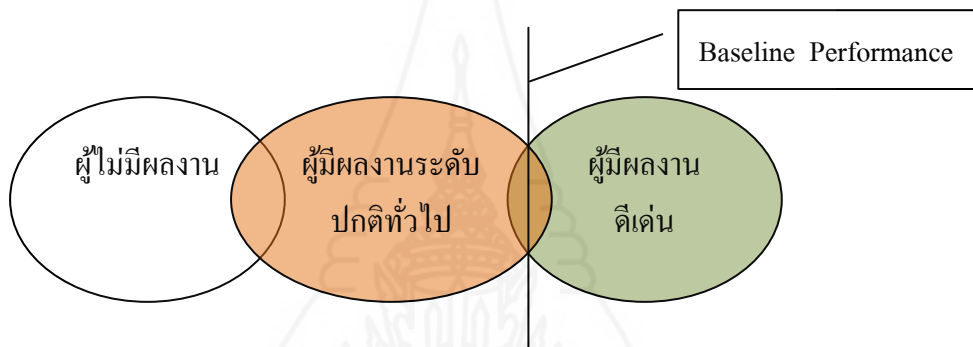 Baseline Performance
ผู้ไม่มีผลงาน
ผู้มีผลงานระดับ
ปกติทั่วไป
ผู้มีผลงาน
ดีเด่น